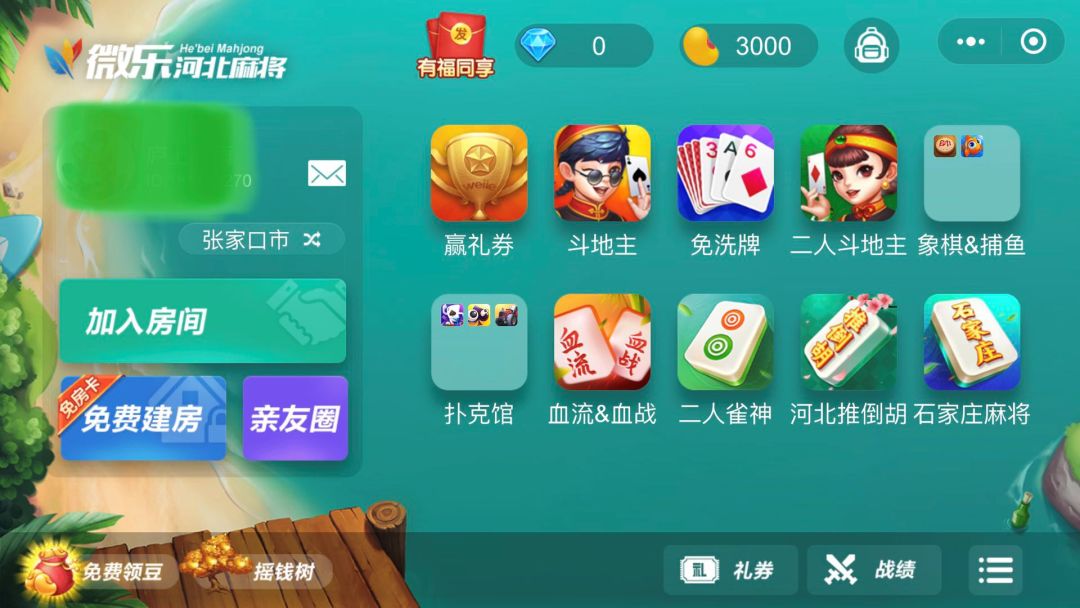 微乐
He'bei Mahjong
河北麻将
发
有福同享
0
3000
270
张家口市
加入房间
免房卡
免费建房
亲友圈
welle
赢礼券
斗地主
3 A 6
免洗牌
二人斗地主
象棋&捕鱼
扑克馆
血流 血战
血流&血战
二人雀神
推倒胡
河北推倒胡
石家庄
石家庄麻将
免费领豆
摇钱树
礼
礼券
战绩